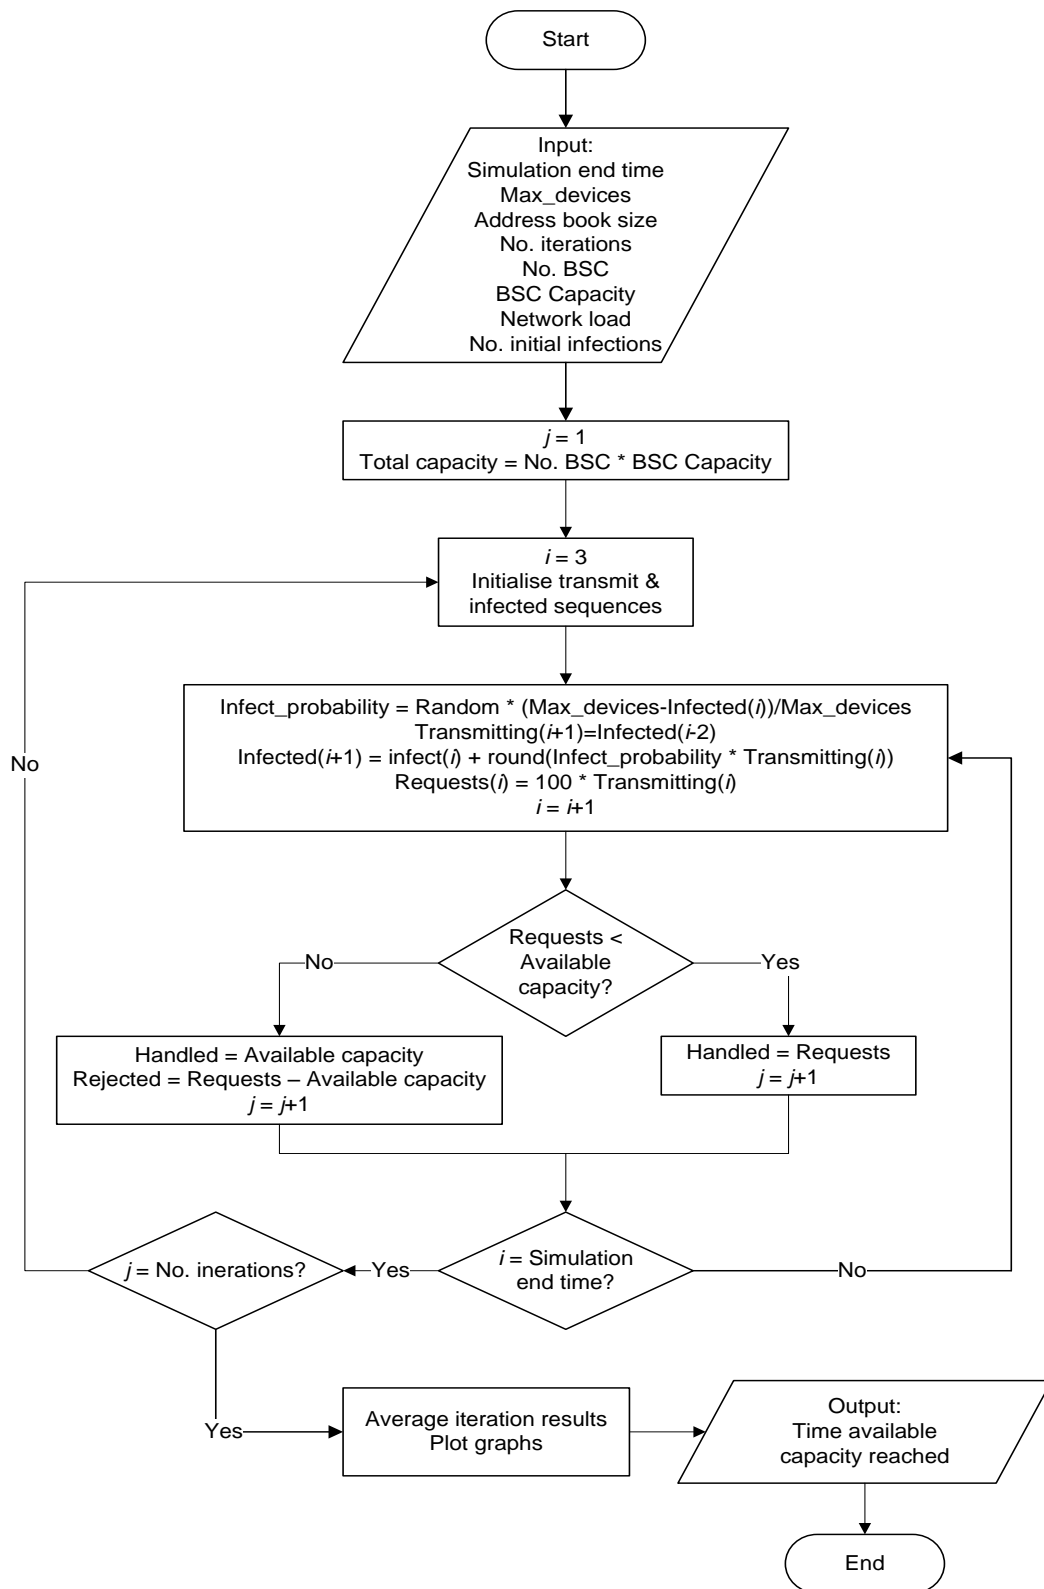 Start
Input:
Simulation end time
Max_devices
Address book size
No. iterations
No. BSC
BSC Capacity
Network load
No. initial infections
j = 1
Total capacity = No. BSC * BSC Capacity
i = 3
Initialise transmit &
infected sequences
Infect_probability = Random * (Max_devices-Infected(i))/Max_devices
Transmitting(i+1)=Infected(i-2)
Infected(i+1) = infect(i) + round(Infect_probability * Transmitting(i))
Requests(i) = 100 * Transmitting(i)
i = i+1
No
Requests <
Available
capacity?
No
Yes
Handled = Available capacity
Rejected = Requests – Available capacity
j = j+1
Handled = Requests
j = j+1
j = No. inerations?
Yes
i = Simulation
end time?
No
Yes
Average iteration results
Plot graphs
Output:
Time available
capacity reached
End